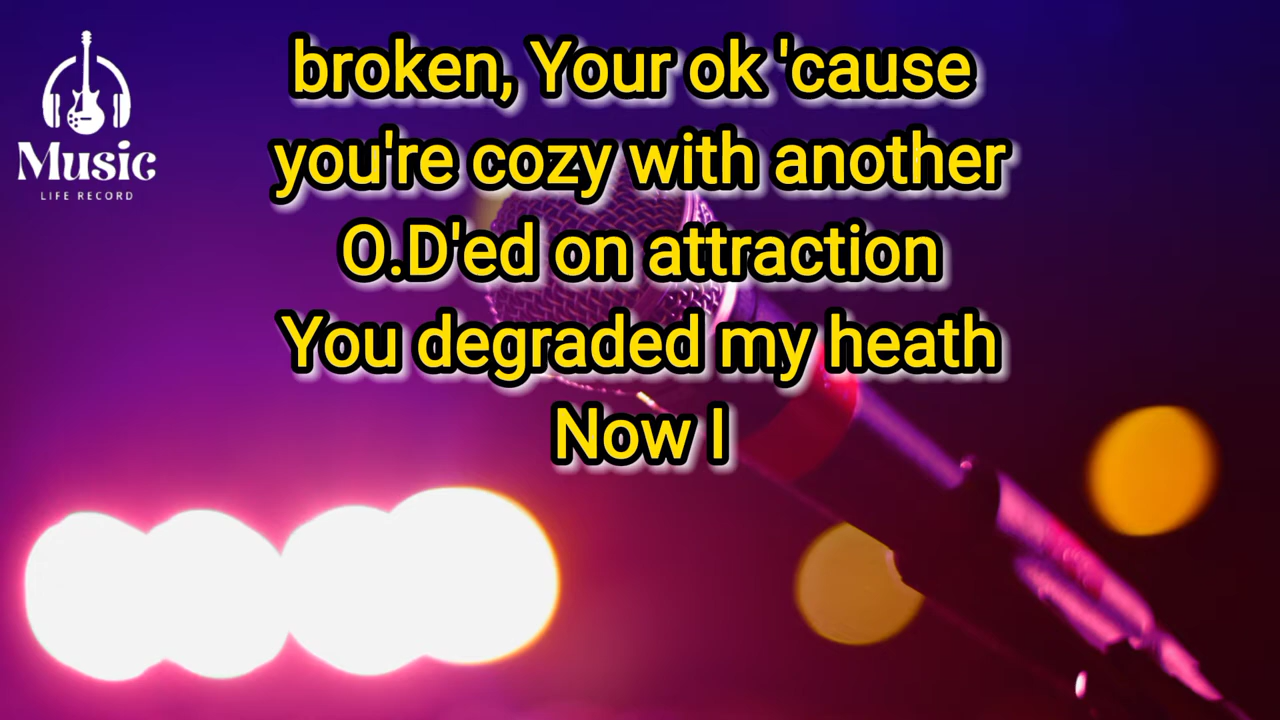 Music
LIFE RECORD
broken, Your ok 'cause
you're cozy with another
O.D'ed on attraction
You degraded my heath
Now I